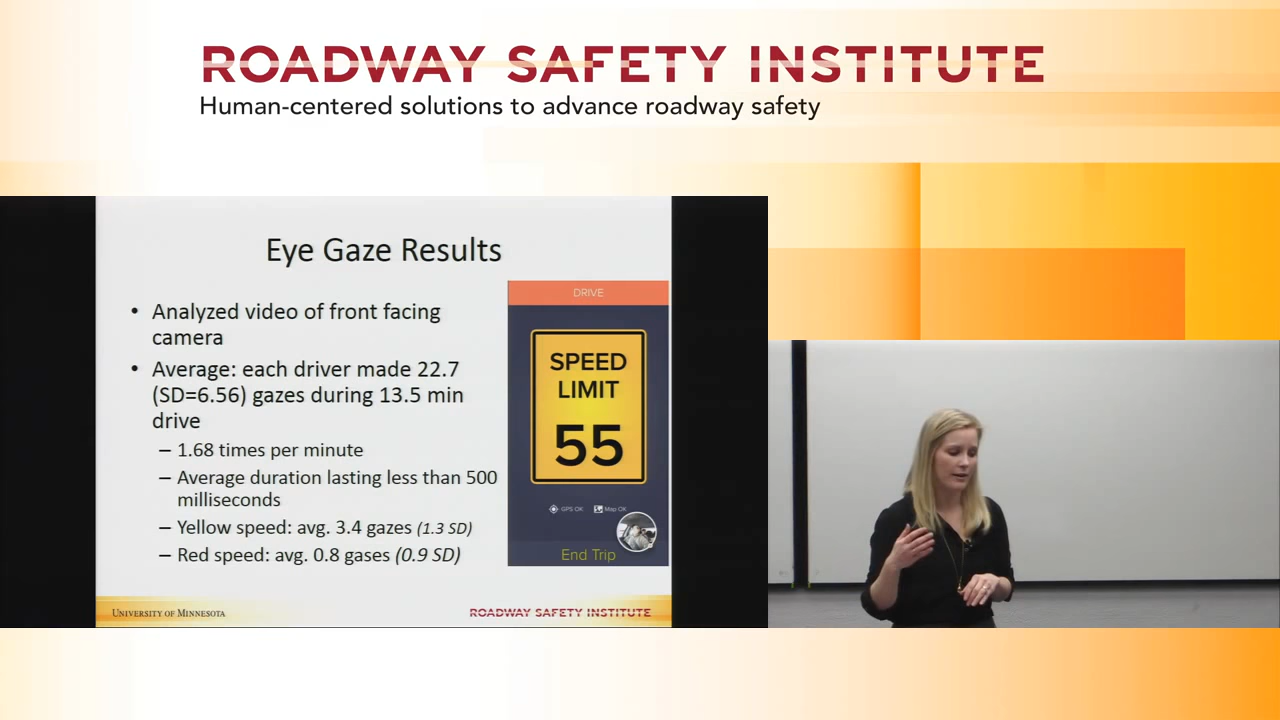 ROADWAY SAFETY INSTITUTE
Human-centered solutions to advance roadway safety
Eye Gaze Results
• Analyzed video of front facing
camera
• Average: each driver made 22.7
(SD=6.56) gazes during 13.5 min
drive
– 1.68 times per minute
– Average duration lasting less than 500
milliseconds
– Yellow speed: avg. 3.4 gazes (1.3 SD)
– Red speed: avg. 0.8 gases (0.9 SD)
DRIVE
SPEED
LIMIT
55
GPS OK Map OK
End Trip
UNIVERSITY OF MINNESOTA
ROADWAY SAFETY INSTITUTE